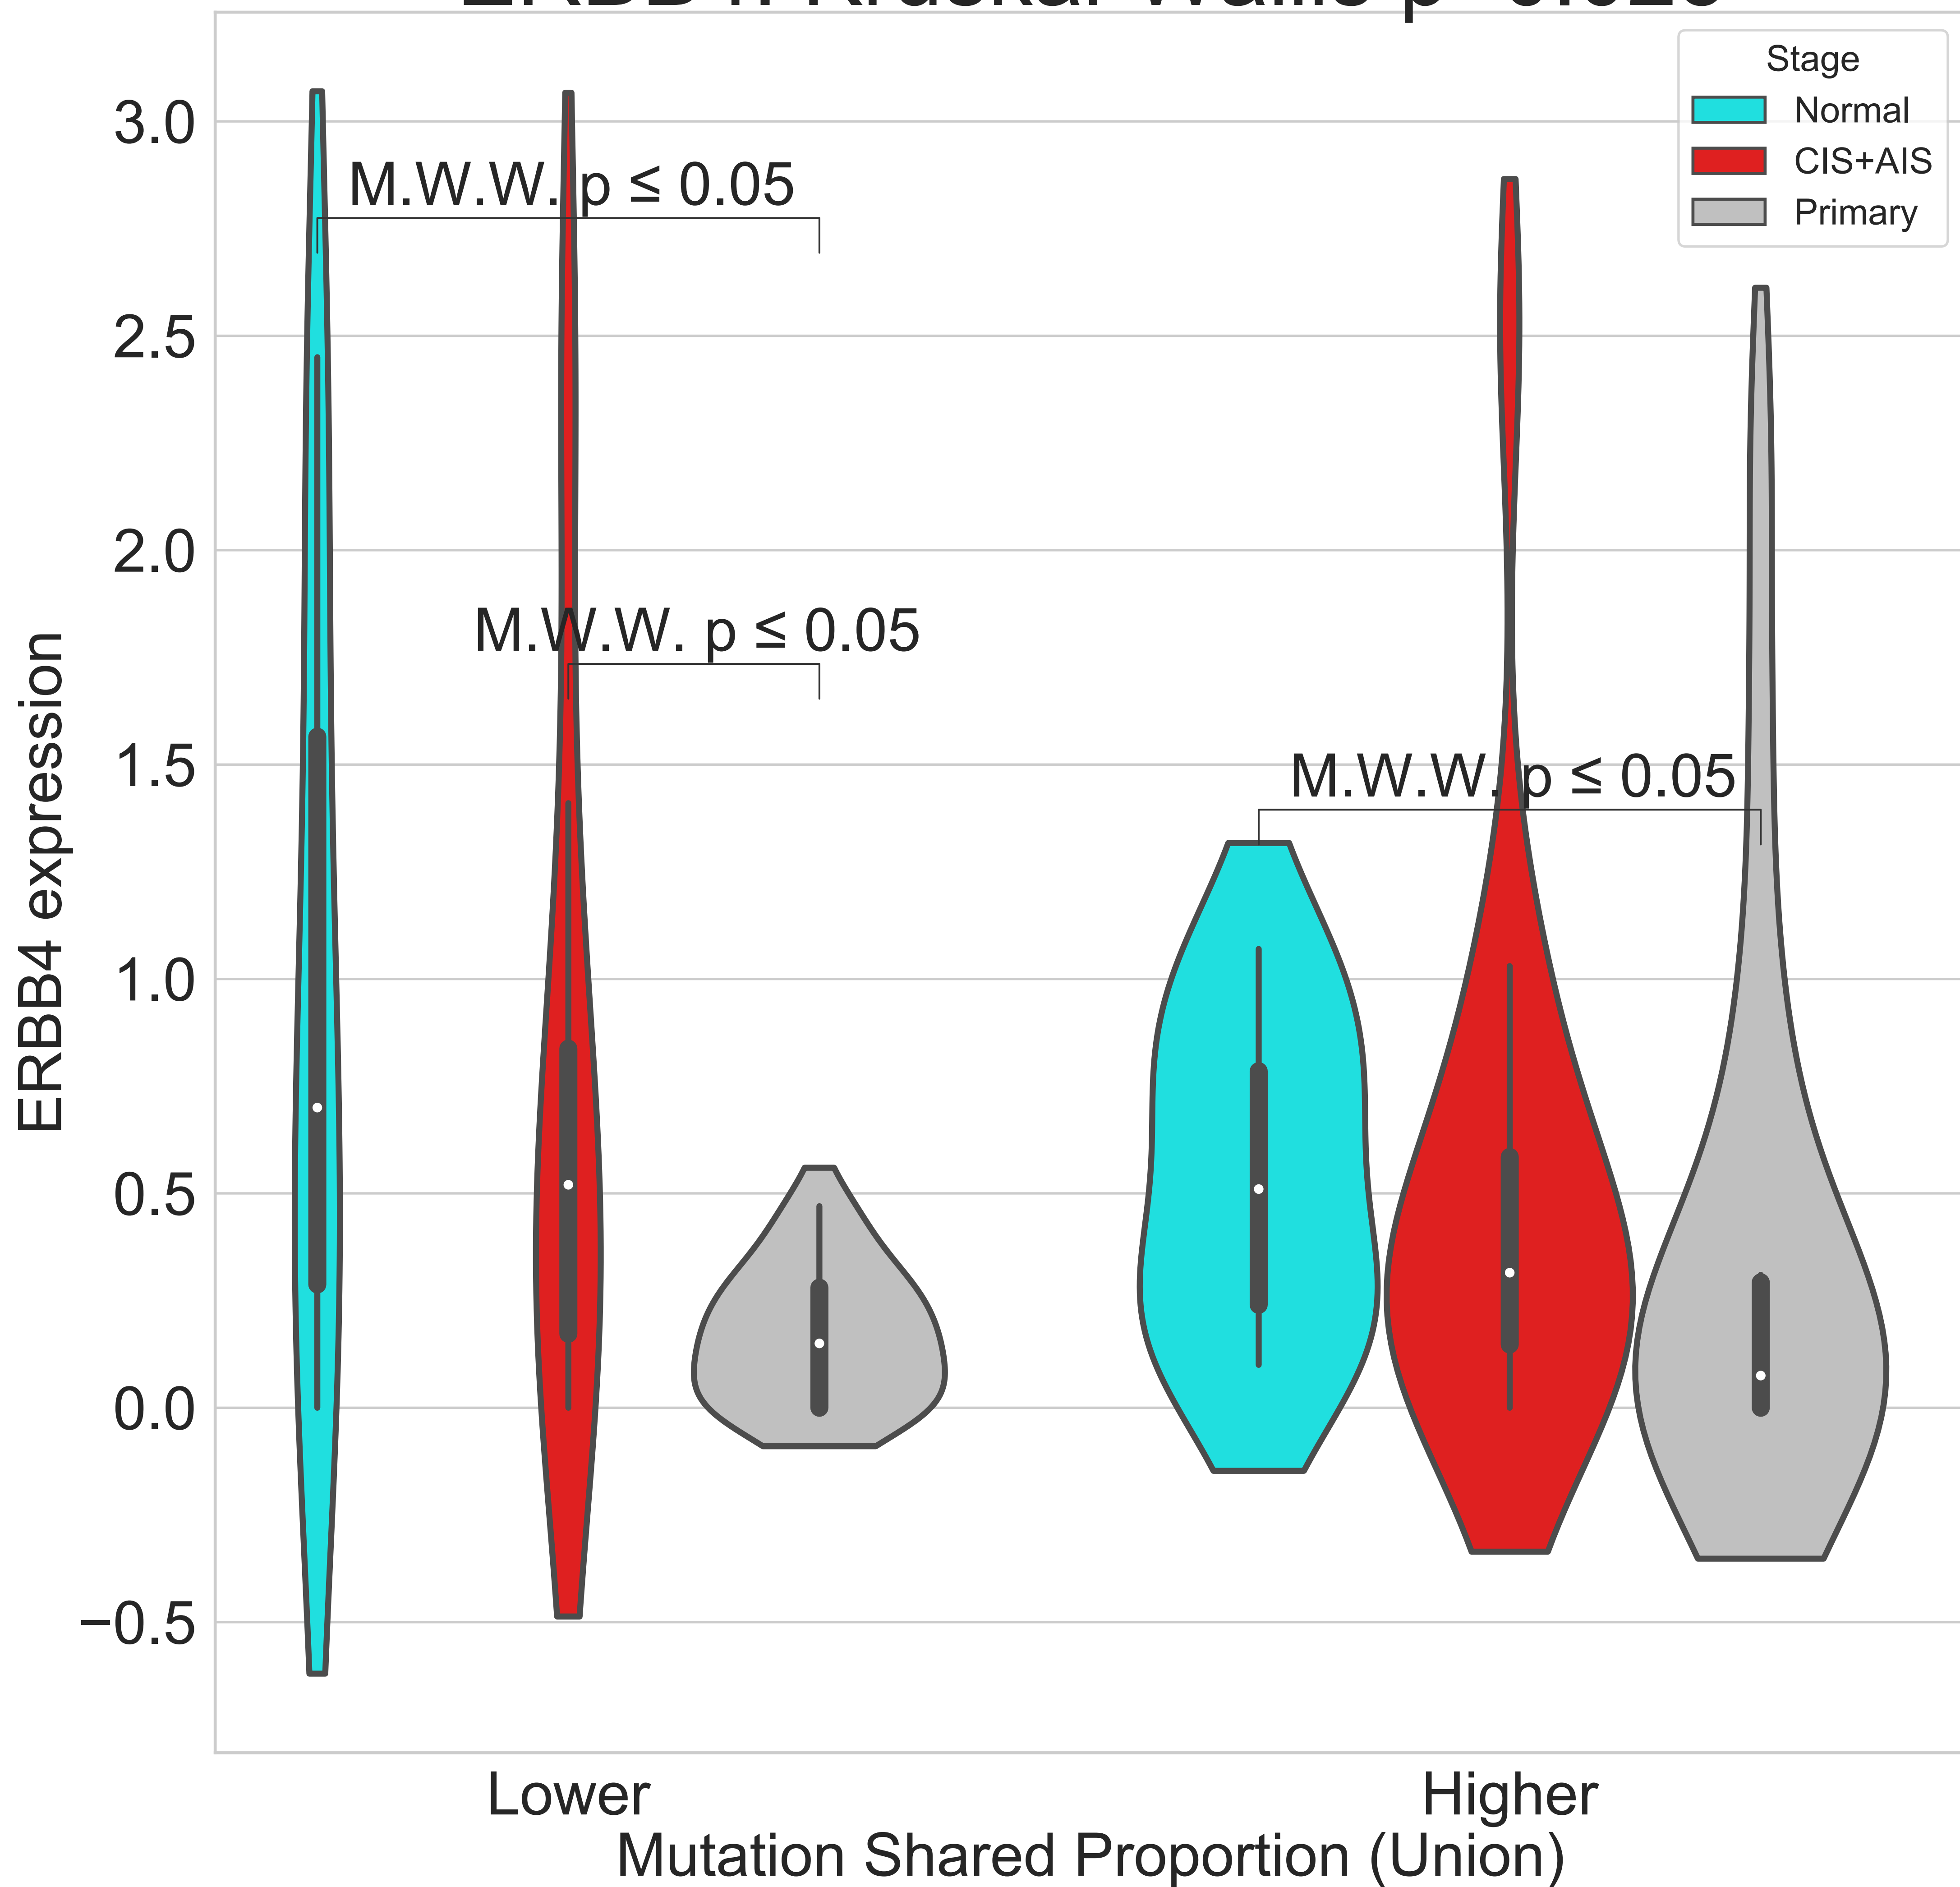 Stage
Normal
CIS+AIS
Primary
3.0
2.5
2.0
1.5
1.0
0.5
0.0
−0.5
ERBB4 expression
M.W.W. p ≤ 0.05
M.W.W. p ≤ 0.05
M.W.W. p ≤ 0.05
Lower
Higher
Mutation Shared Proportion (Union)